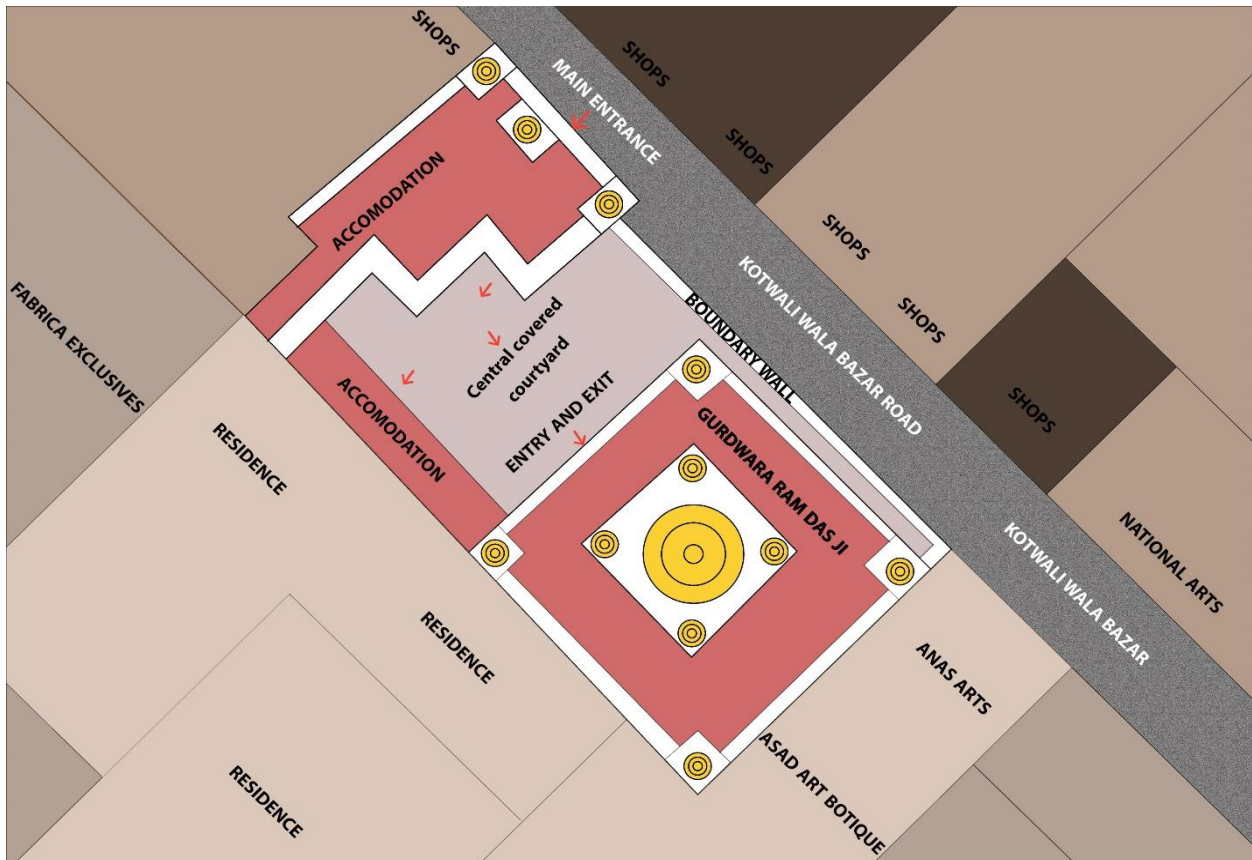 SHOPS
SHOPS
MAIN ENTRANCE
SHOPS
ACCOMODATION
SHOPS
KOTWALI WALA BAZAR ROAD
SHOPS
FABRICA EXCLUSIVES
BOUNDARY WALL
Central covered
courtyard
SHOPS
ACCOMODATION
ENTRY AND EXIT
GURDWARA RAM DAS JI
RESIDENCE
NATIONAL ARTS
KOTWALI WALA BAZAR
RESIDENCE
ANAS ARTS
ASAD ART BOTIQUE
RESIDENCE